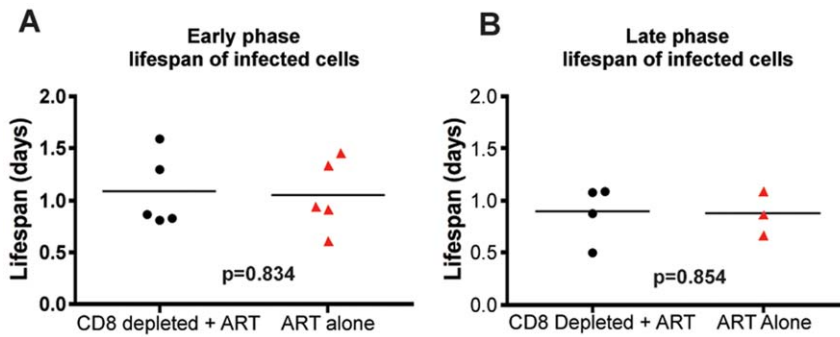 A
Early phase
lifespan of infected cells
Lifespan (days)
2.0
1.5
1.0
0.5
0.0
p=0.834
CD8 depleted + ART
ART alone
B
Late phase
lifespan of infected cells
Lifespan (days)
2.0
1.5
1.0
0.5
0.0
p=0.854
CD8 Depleted + ART
ART Alone